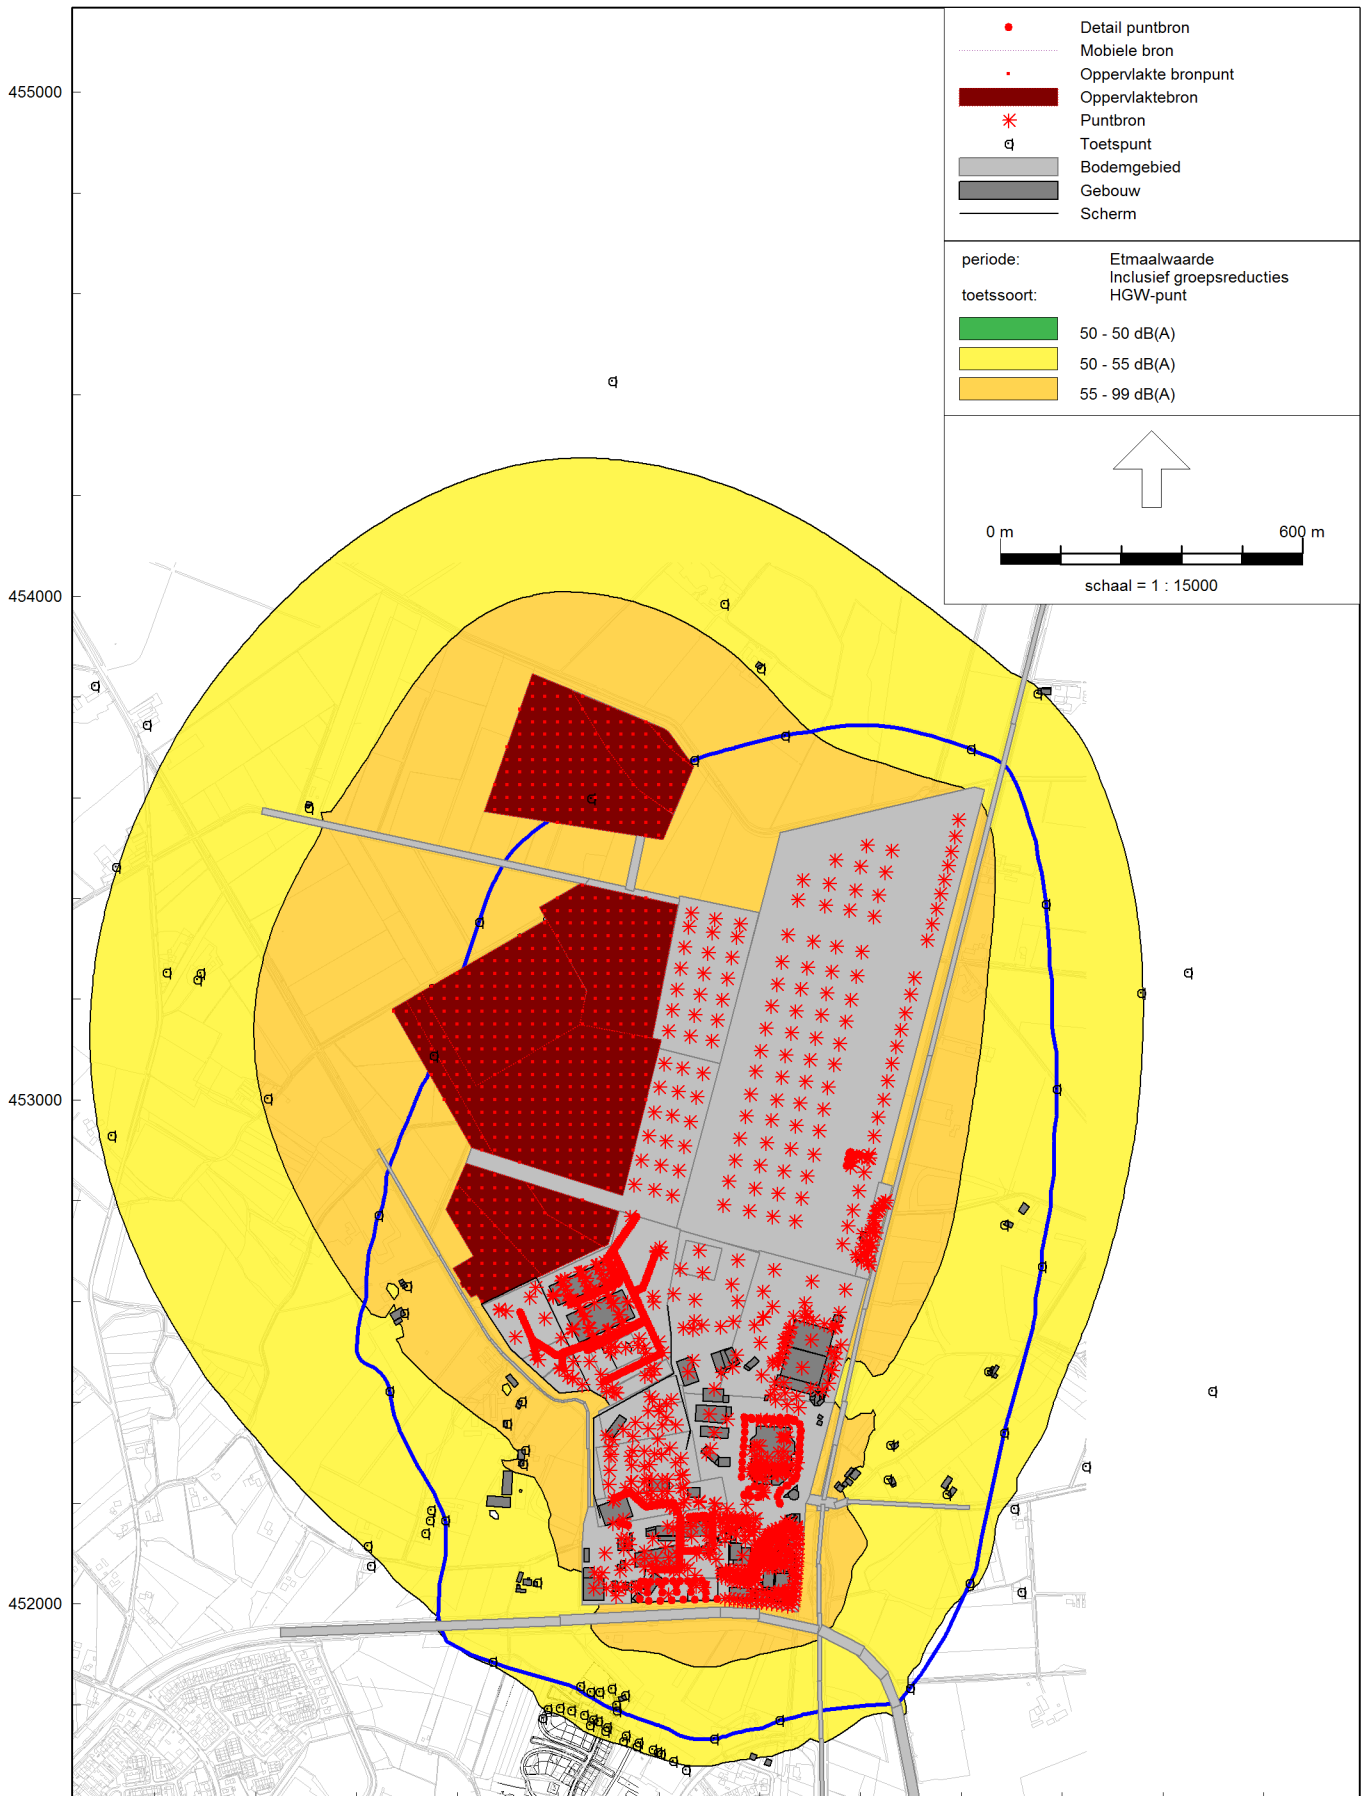 Detail puntbron
Mobiele bron
Oppervlakte bronpunt
Oppervlaktebron
Puntbron
Toetspunt
Bodemgebied
Gebouw
Scherm
periode: Etmaalwaarde
Inclusief groepsreducties
toetssoort: HGW-punt
50 - 50 dB(A)
50 - 55 dB(A)
55 - 99 dB(A)
0 m 600 m
schaal = 1 : 15000
455000
454000
453000
452000